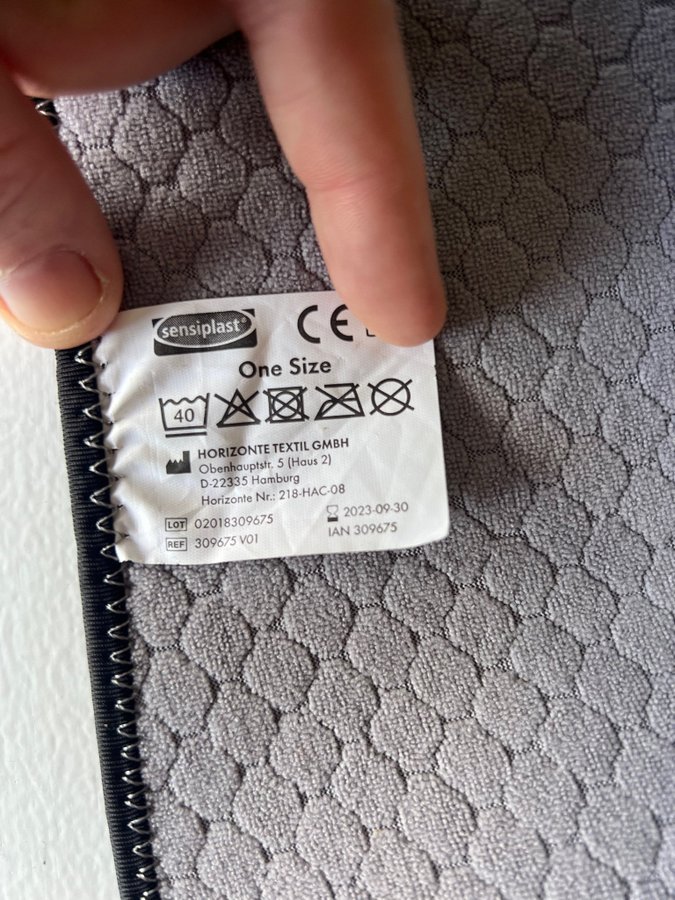 sensiplast®
CE
One Size
40
HORIZONTE TEXTIL GMBH
Obenhauptstr. 5 (Haus 2)
D-22335 Hamburg
Horizonte Nr.: 218-HAC-08
LOT 02018309675
2023-09-30
REF 309675 V01
IAN 309675